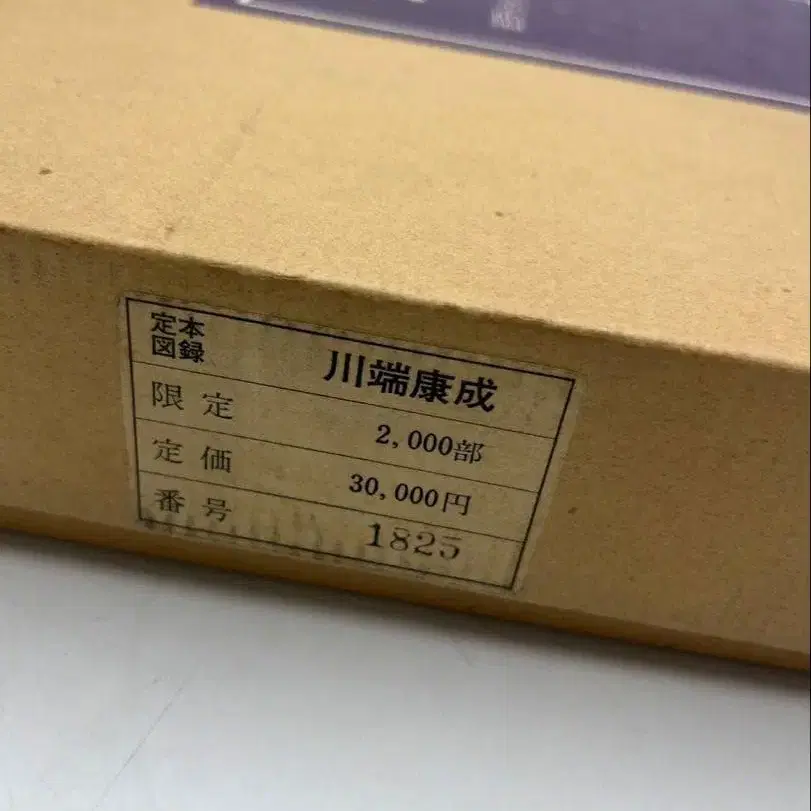 定本
図録 川端康成
限定 2,000部
定価 30,000円
番号 1825